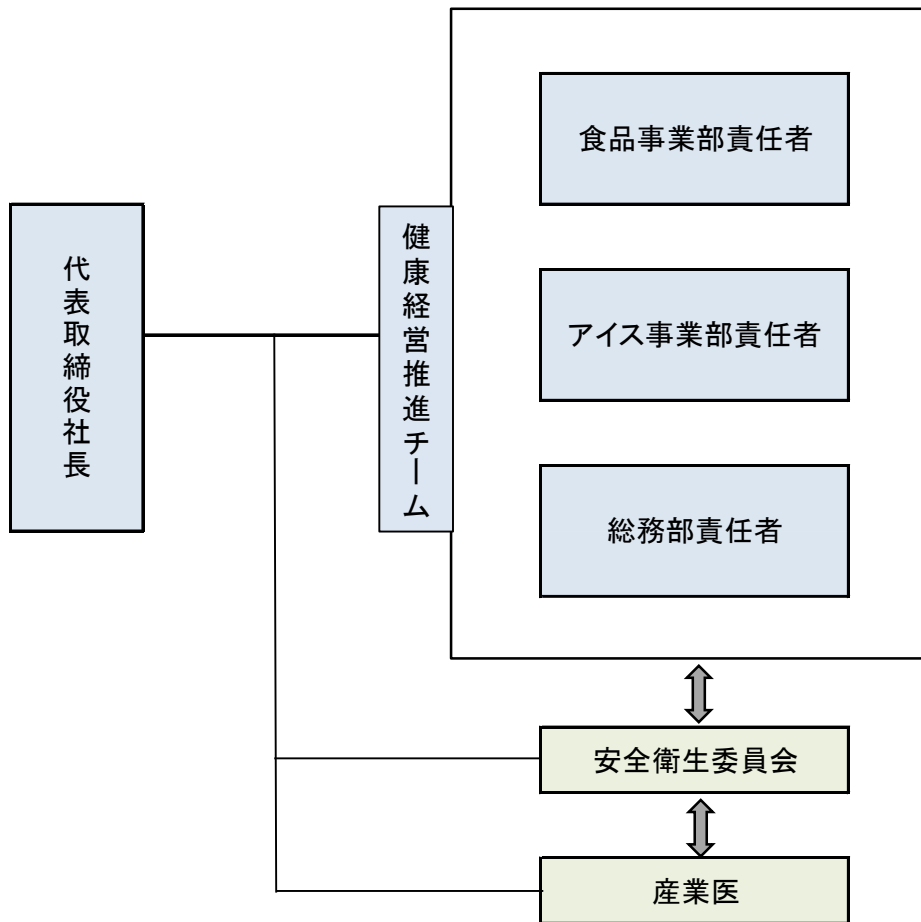 代表取締役社長
健康経営推進チーム
食品事業部責任者
アイス事業部責任者
総務部責任者
安全衛生委員会
産業医